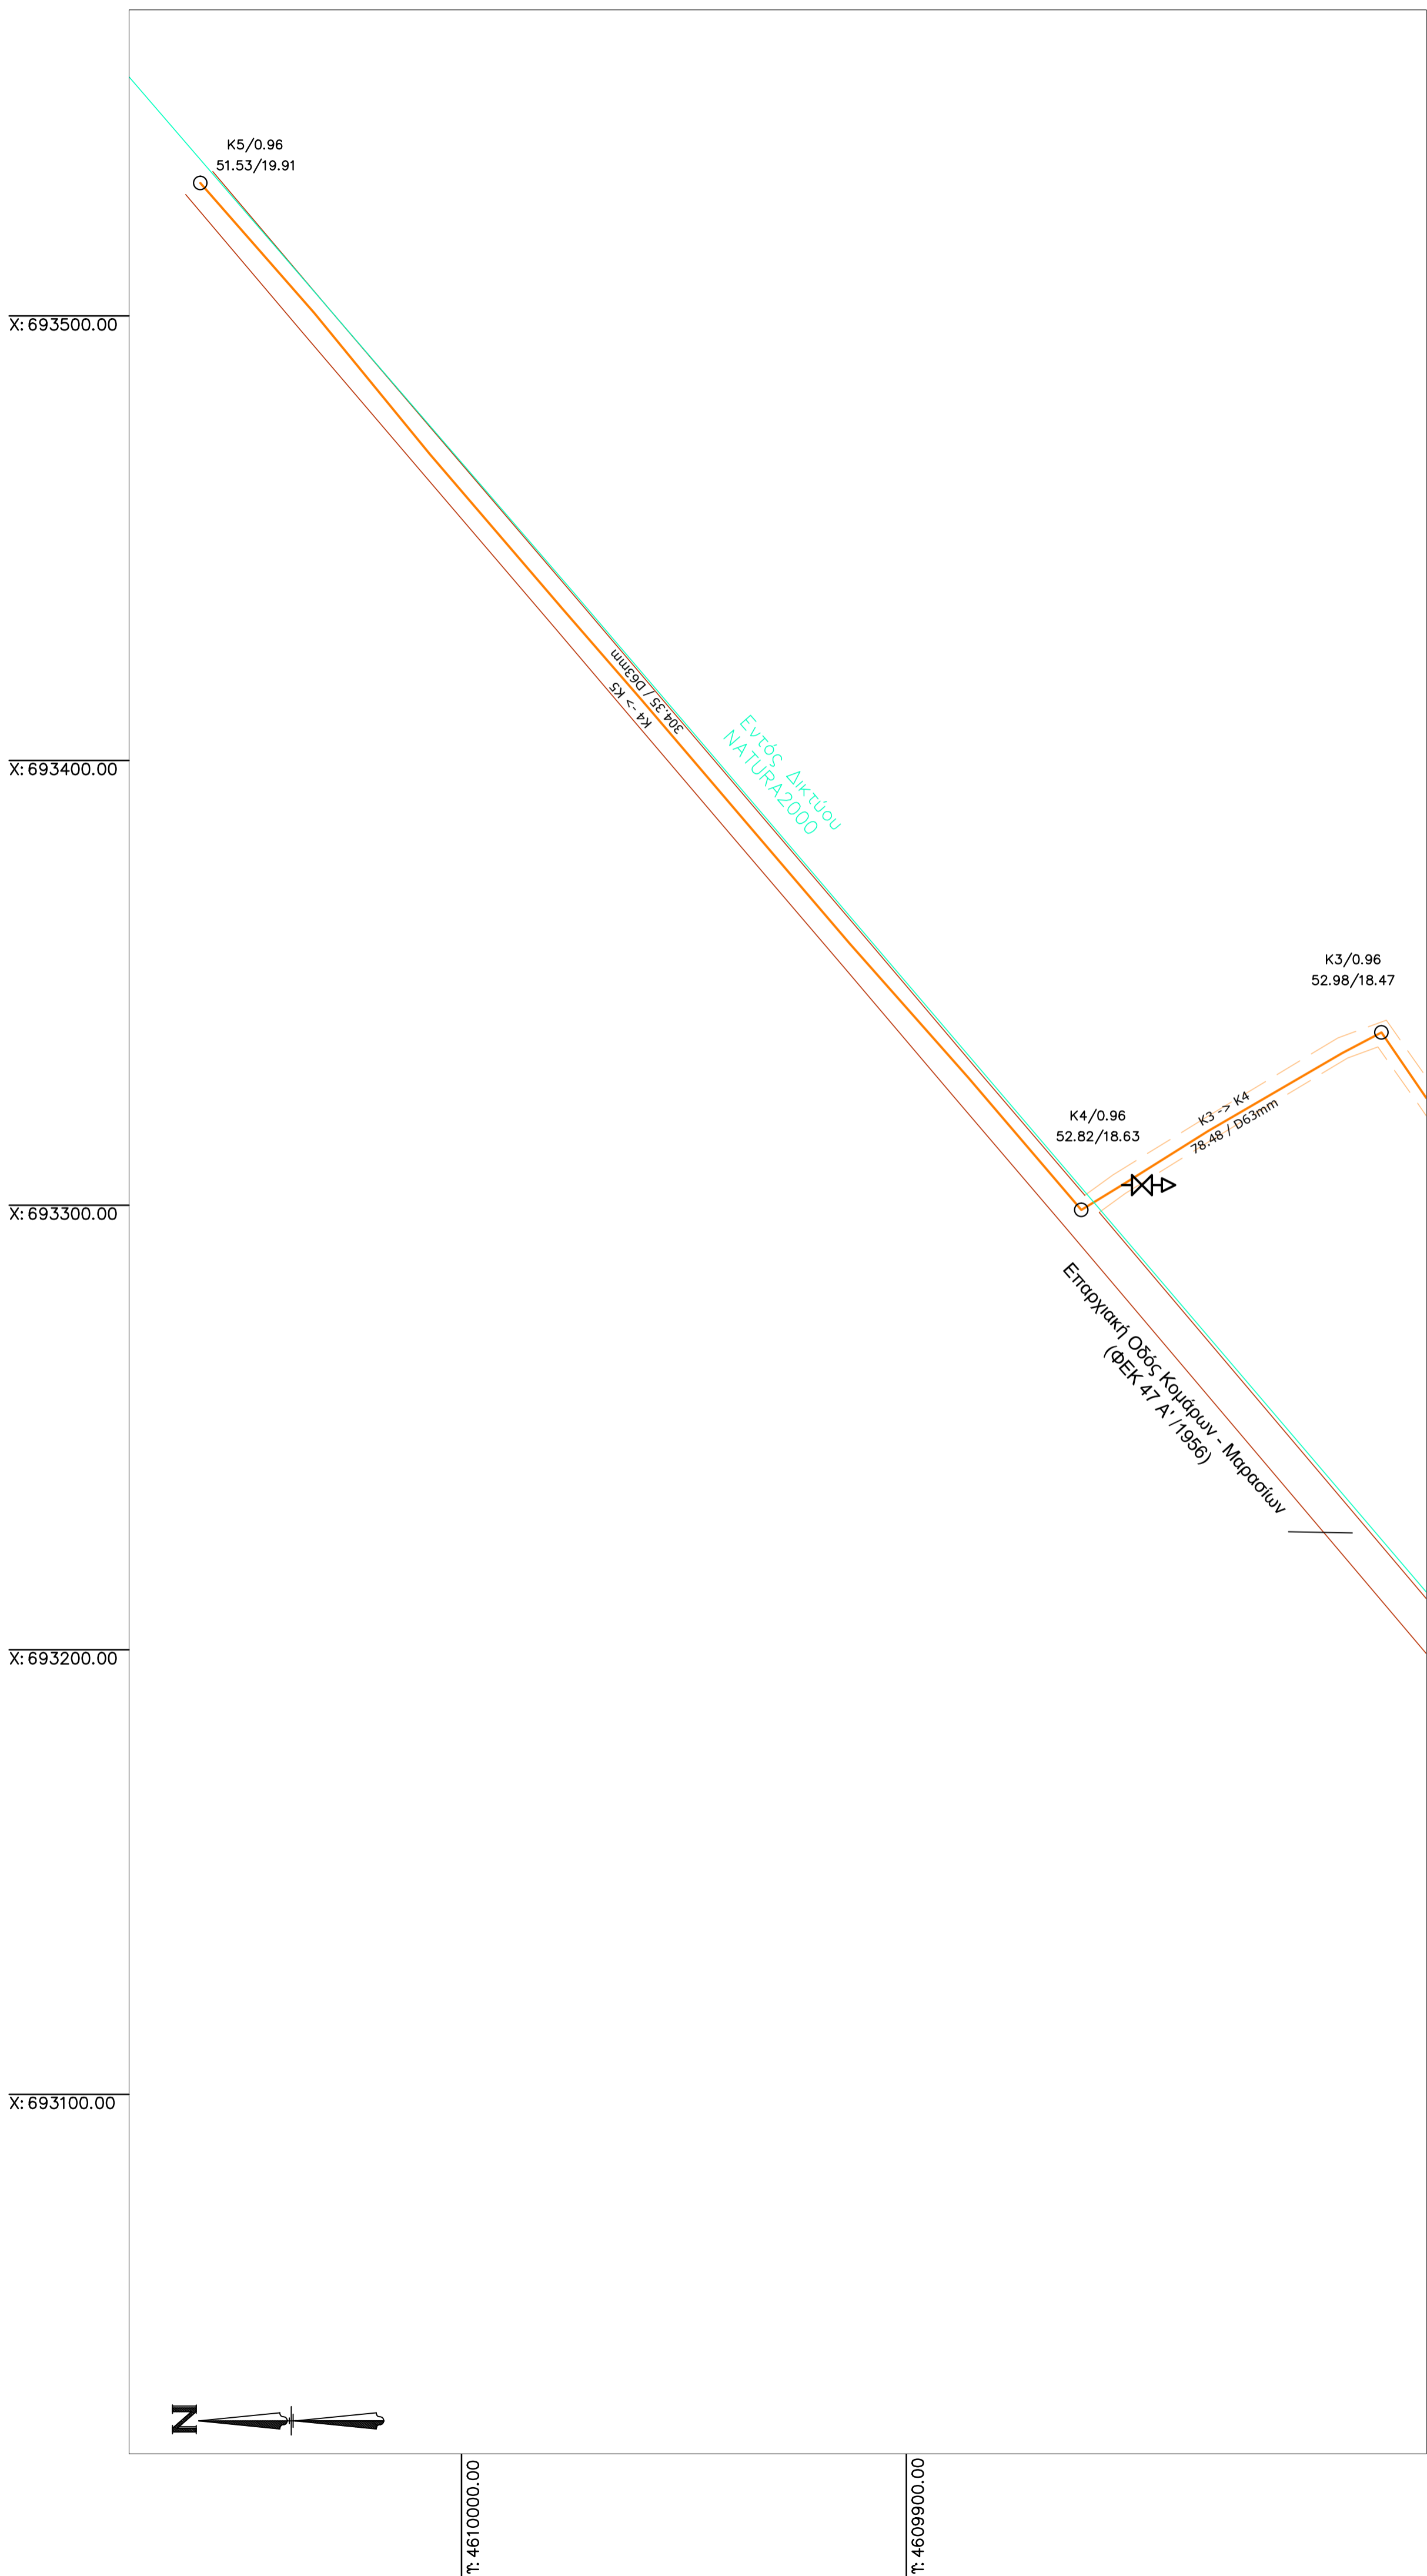 K5/0.96
51.53/19.91
X: 693500.00
304.35 / D63mm
K4 -> K5
Εντός Δικτύου
NATURA2000
X: 693400.00
K3/0.96
52.98/18.47
K3 -> K4
78.48 / D63mm
K4/0.96
52.82/18.63
X: 693300.00
Επαρχιακή Οδός Κομάρων - Μαρασίων
(ΦΕΚ 47 Α' /1956)
X: 693200.00
X: 693100.00
N
Υ: 4610000.00
Υ: 4609900.00